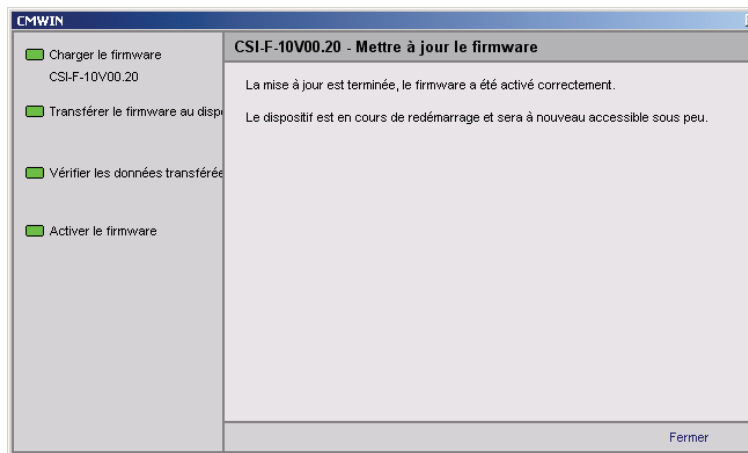 CMWIN
Charger le firmware
CSI-F-10V00.20
Transférer le firmware au dispo
Vérifier les données transférée
Activer le firmware
CSI-F-10V00.20 - Mettre à jour le firmware
La mise à jour est terminée, le firmware a été activé correctement.
Le dispositif est en cours de redémarrage et sera à nouveau accessible sous peu.
Fermer